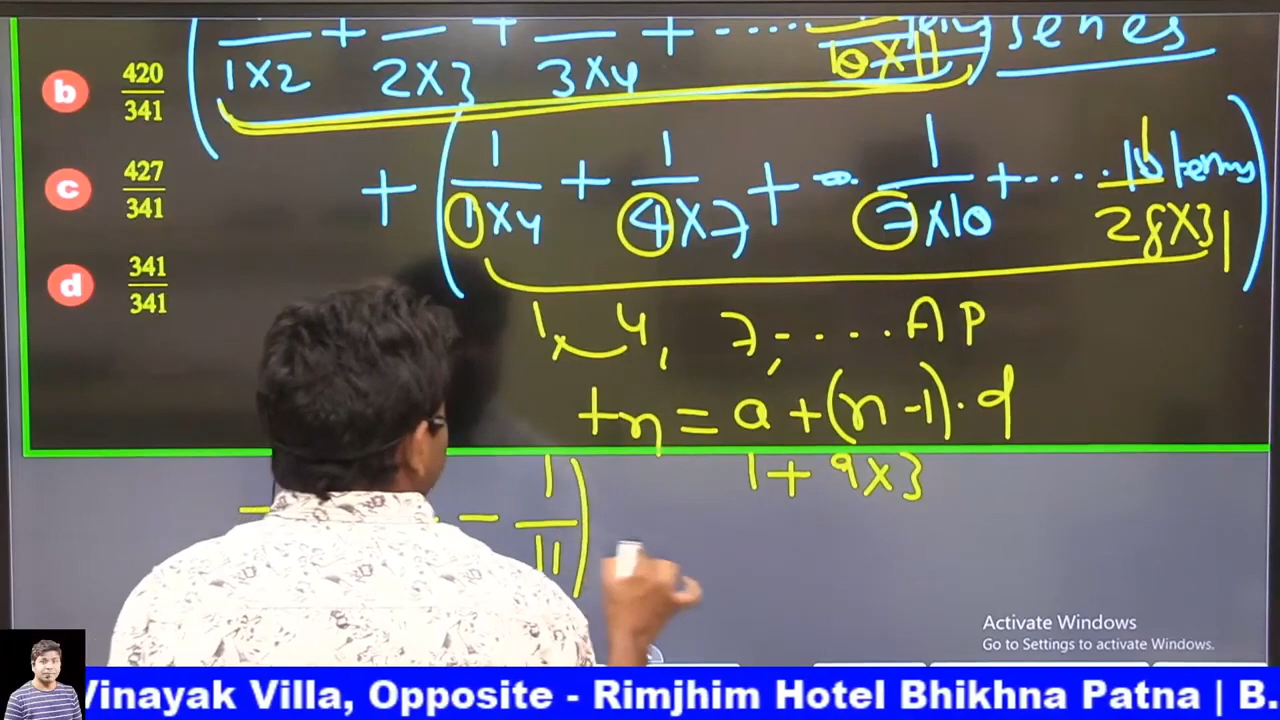 1×2 + 2×3 + 3×4 + ..... 10×11 ) series
b 420/341
+ ( 1/1×4 + 1/4×7 + .. 1/7×10 + ..... 10 terms 1/28×31 )
c 427/341
d 341/341
1, 4, 7, ..... AP
tn = a + (n-1).d
1 + 9×3
- - 1/11 )
Activate Windows
Go to Settings to activate Windows.
Vinayak Villa, Opposite - Rimjhim Hotel Bhikhna Patna | B.